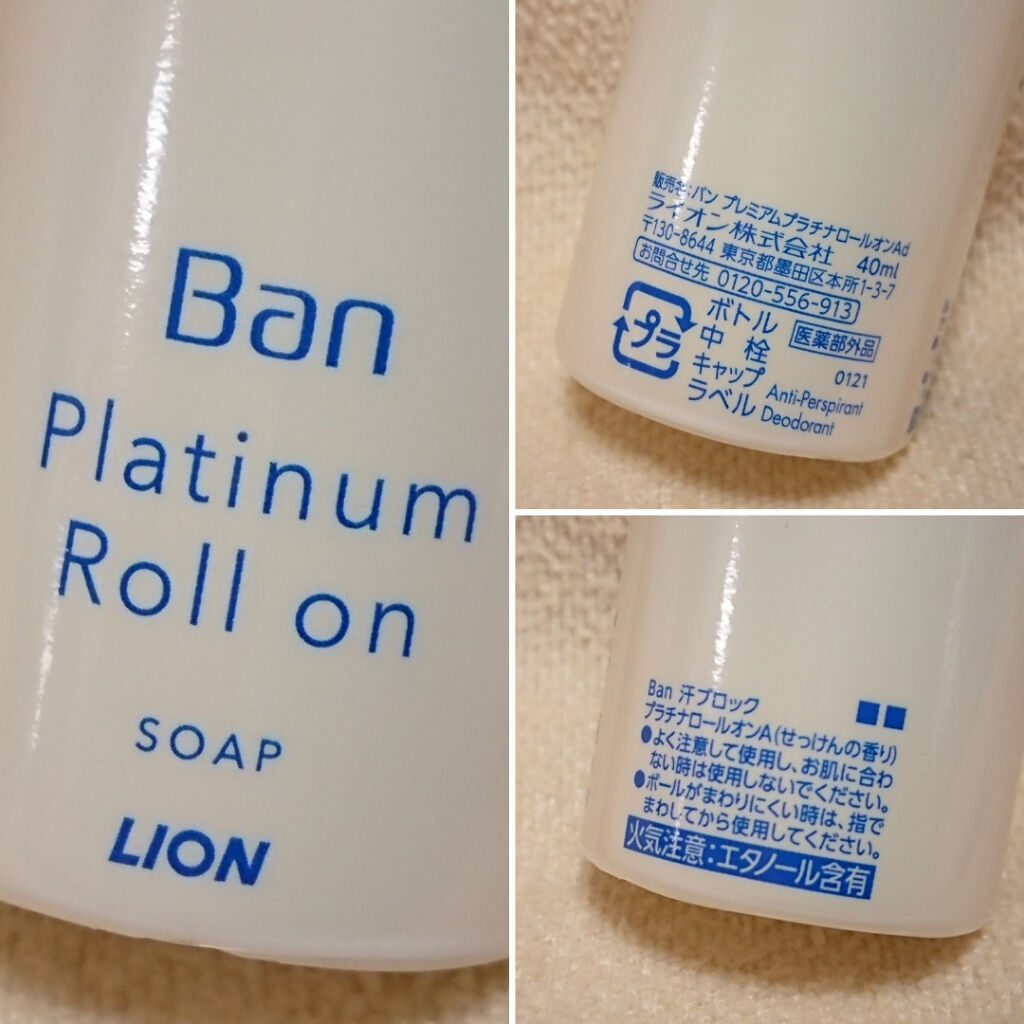 Ban
Platinum
Roll on
SOAP
LION
販売名:バン プレミアムプラチナロールオンAd
ライオン株式会社 40ml
〒130-8644 東京都墨田区本所1-3-7
お問合せ先 0120-556-913
プラ
ボトル
中 栓
キャップ
ラベル
医薬部外品
0121
Anti-Perspirant
Deodorant
Ban 汗ブロック
プラチナロールオンA(せっけんの香り)
●よく注意して使用し、お肌に合わ
ない時は使用しないでください。
●ボールがまわりにくい時は、指で
まわしてから使用してください。
火気注意:エタノール含有